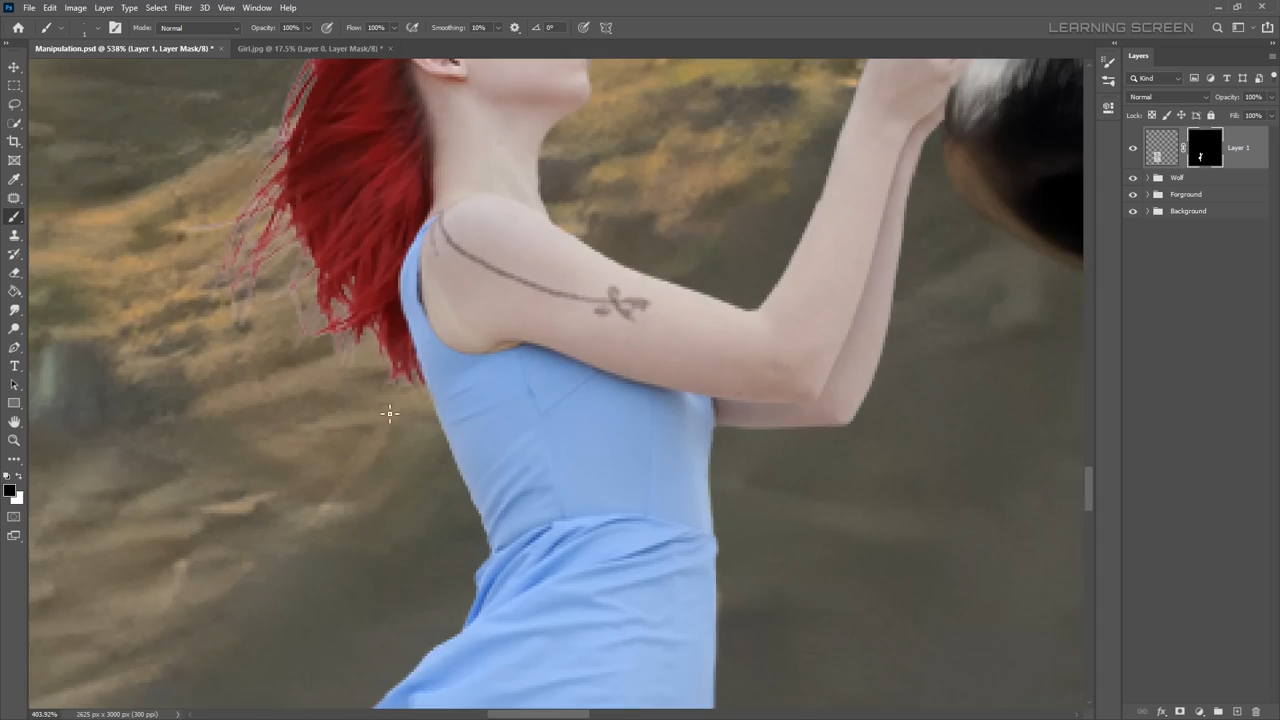 Ps File Edit Image Layer Type Select Filter 3D View Window Help
1 Mode: Normal Opacity: 100% Flow: 100% Smoothing: 10% 0° LEARNING SCREEN
Manipulation.psd @ 538% (Layer 1, Layer Mask/8) * × Girl.jpg @ 17.5% (Layer 0, Layer Mask/8) * ×
Layers
Kind
Normal Opacity: 100%
Lock: Fill: 100%
Layer 1
Wolf
Forground
Background
403.92% 2625 px x 3000 px (300 ppi)